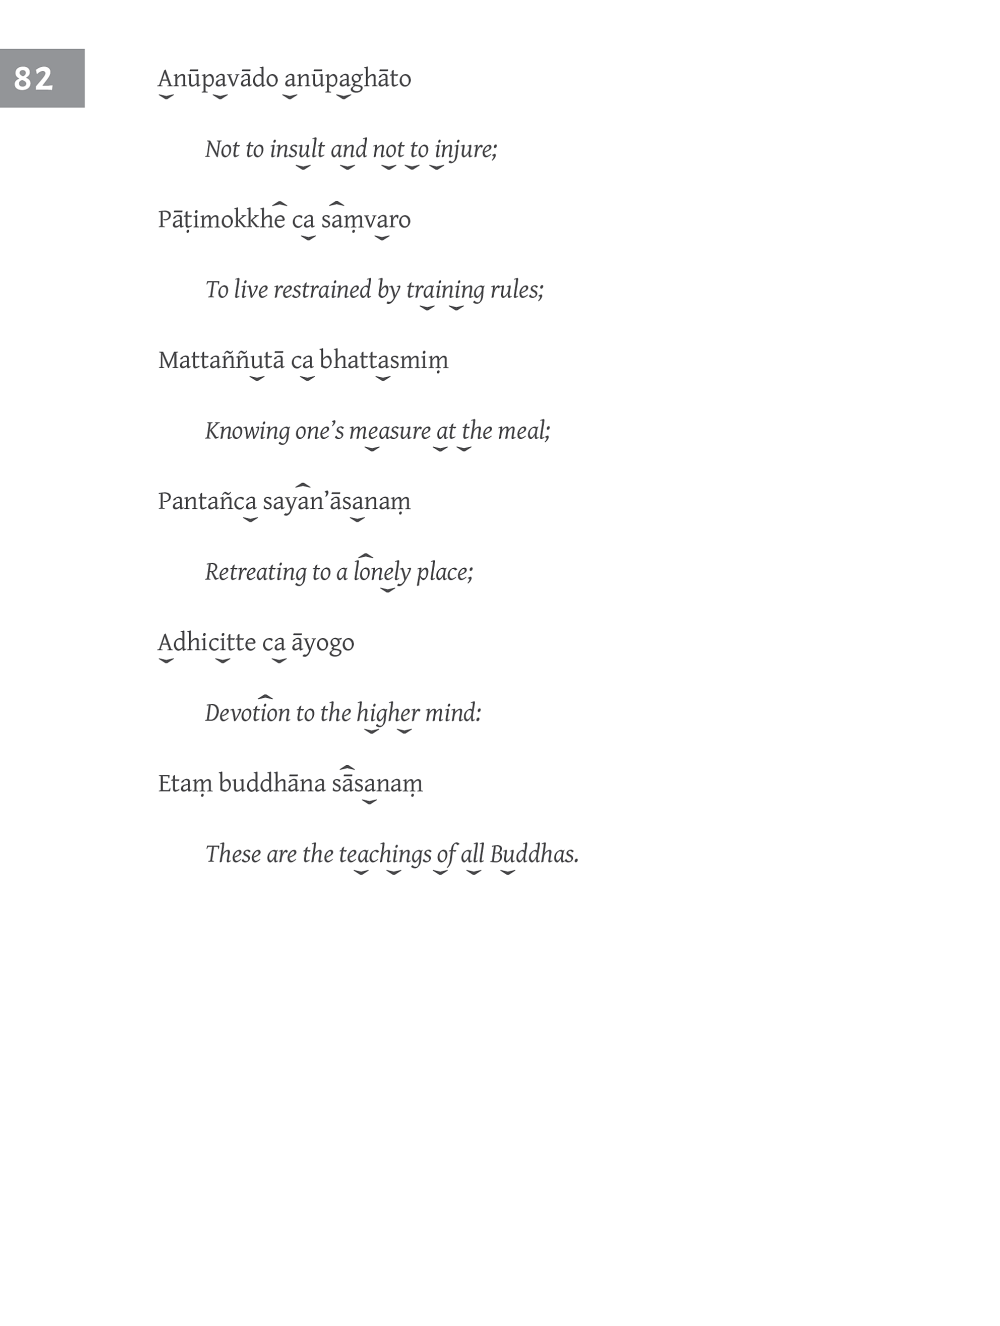 82
Anūpavādo anūpaghāto
Not to insult and not to injure;
Pāṭimokkhe ca saṃvaro
To live restrained by training rules;
Mattaññutā ca bhattasmiṃ
Knowing one’s measure at the meal;
Pantañca sayan’āsanaṃ
Retreating to a lonely place;
Adhicitte ca āyogo
Devotion to the higher mind:
Etaṃ buddhāna sāsanaṃ
These are the teachings of all Buddhas.